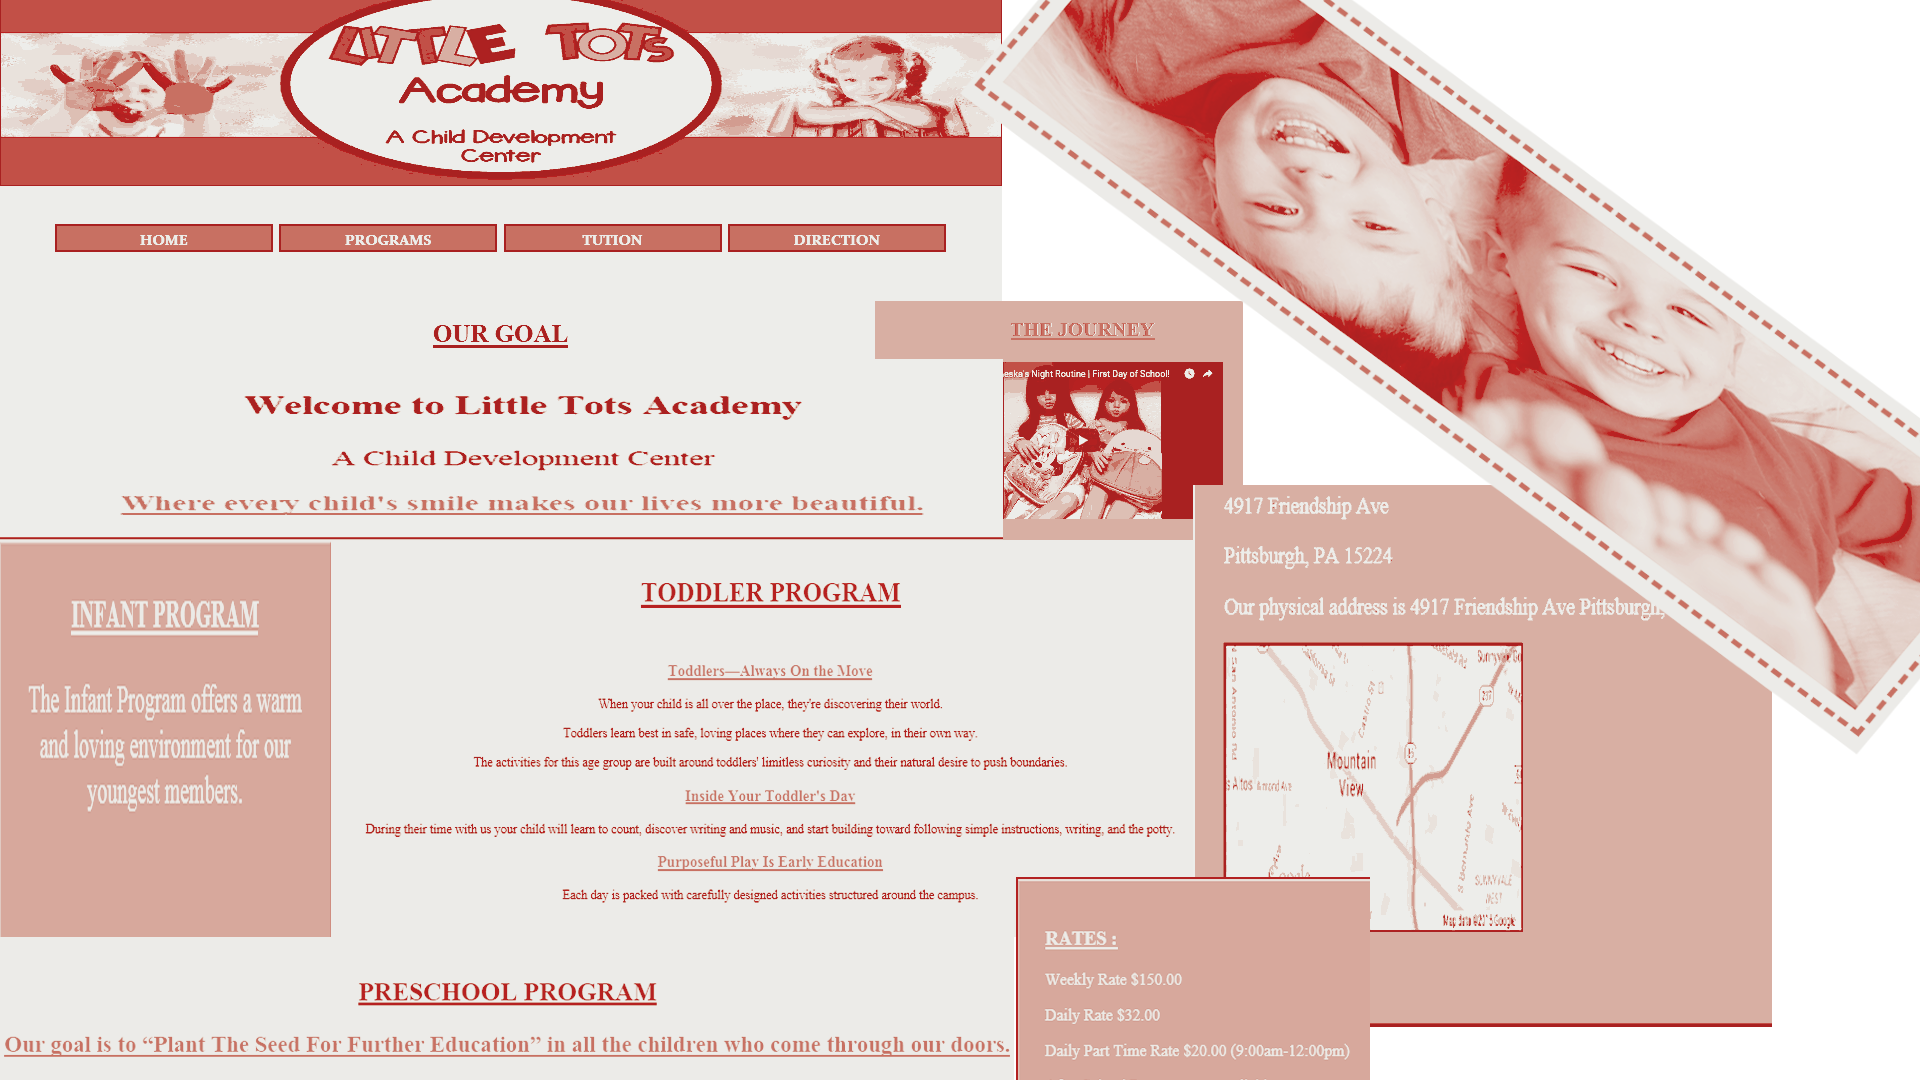 LITTLE TOTS
Academy
A Child Development
Center
HOME
PROGRAMS
TUTION
DIRECTION
OUR GOAL
Welcome to Little Tots Academy
A Child Development Center
Where every child's smile makes our lives more beautiful.
THE JOURNEY
Night Routine | First Day of School!
4917 Friendship Ave
Pittsburgh, PA 15224
Our physical address is 4917 Friendship Ave Pittsburgh,
Mountain
View
Castro St
237
Amond Ave
S Bernardo Ave
SUNNYVALE
WEST
Map data ©2015 Google
INFANT PROGRAM
The Infant Program offers a warm
and loving environment for our
youngest members.
TODDLER PROGRAM
Toddlers—Always On the Move
When your child is all over the place, they're discovering their world.
Toddlers learn best in safe, loving places where they can explore, in their own way.
The activities for this age group are built around toddlers' limitless curiosity and their natural desire to push boundaries.
Inside Your Toddler's Day
During their time with us your child will learn to count, discover writing and music, and start building toward following simple instructions, writing, and the potty.
Purposeful Play Is Early Education
Each day is packed with carefully designed activities structured around the campus.
PRESCHOOL PROGRAM
Our goal is to “Plant The Seed For Further Education” in all the children who come through our doors.
RATES :
Weekly Rate $150.00
Daily Rate $32.00
Daily Part Time Rate $20.00 (9:00am-12:00pm)